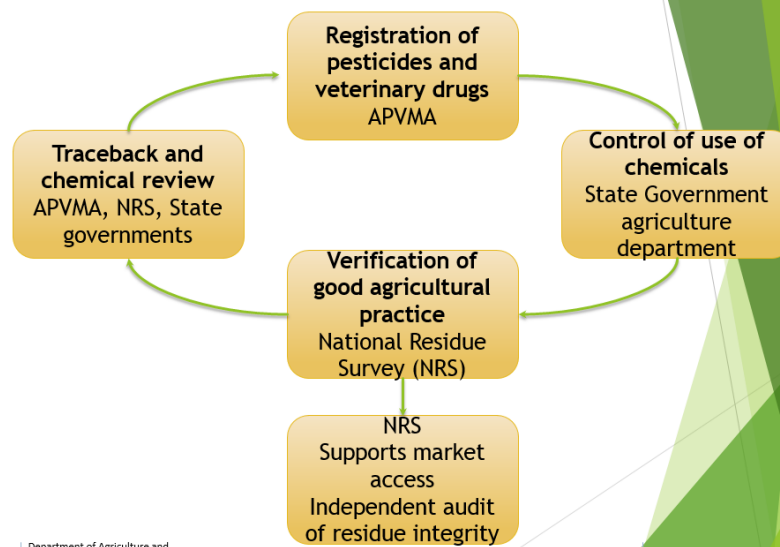 Registration of
pesticides and
veterinary drugs
APVMA
Traceback and
chemical review
APVMA, NRS, State
governments
Control of use of
chemicals
State Government
agriculture
department
Verification of
good agricultural
practice
National Residue
Survey (NRS)
NRS
Supports market
access
Independent audit
of residue integrity
Department of Agriculture and